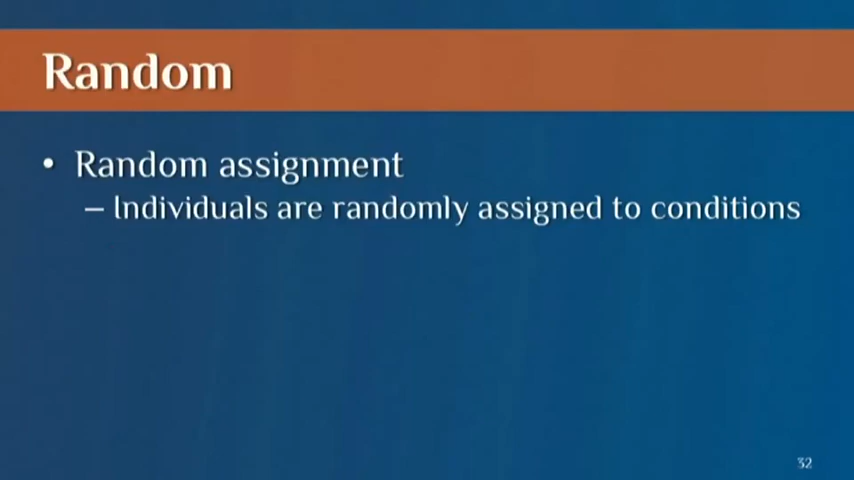 Random
• Random assignment
– Individuals are randomly assigned to conditions
32